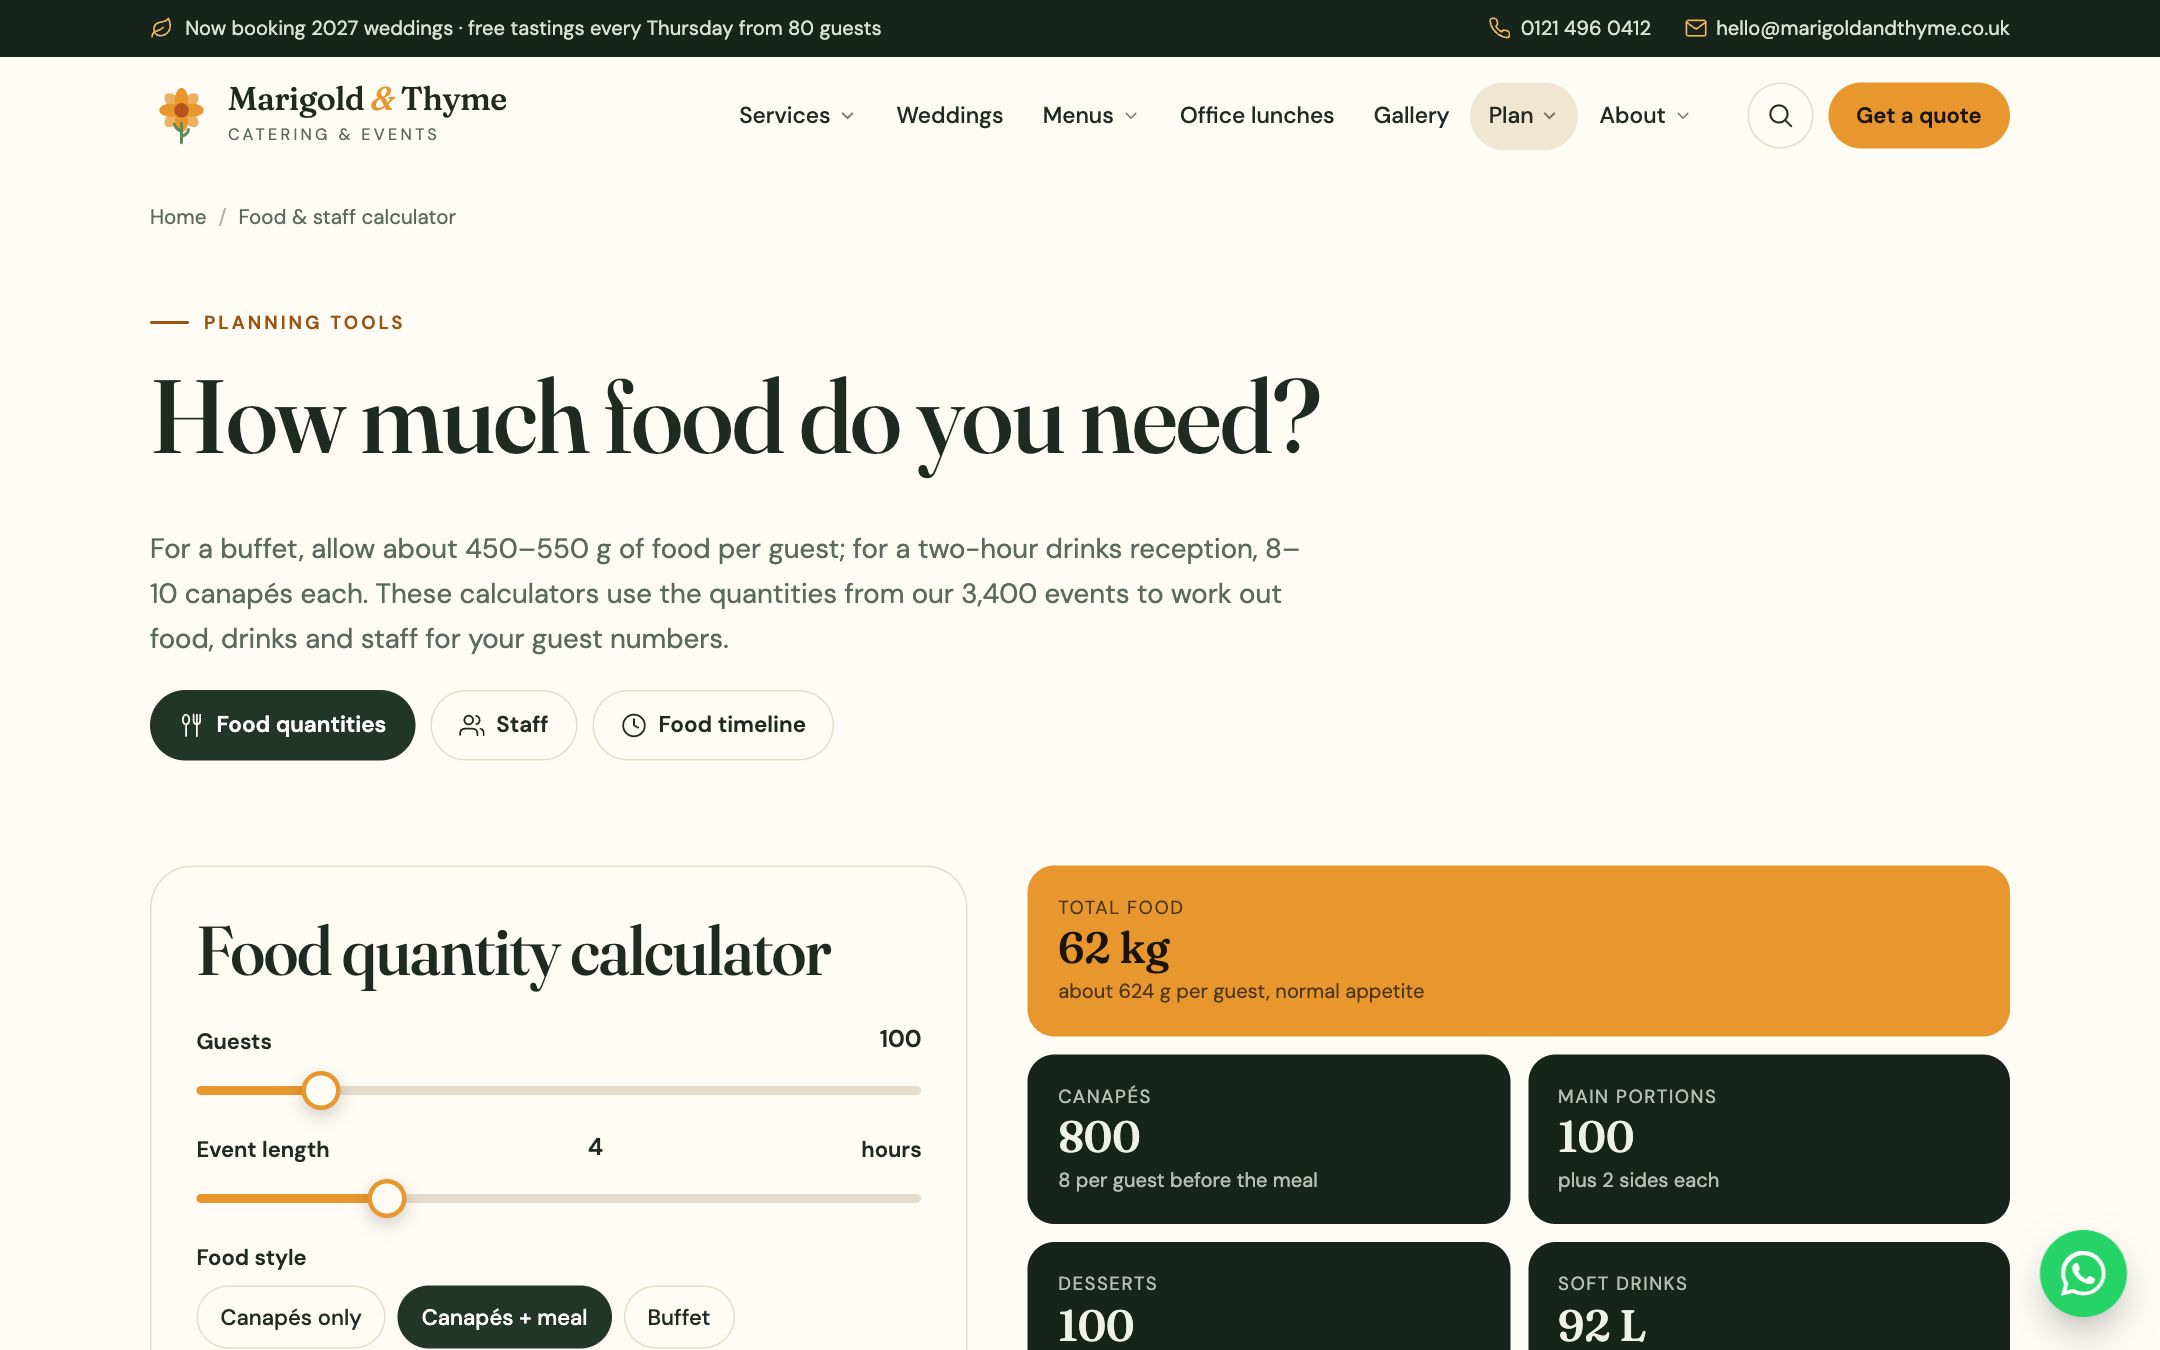 Now booking 2027 weddings · free tastings every Thursday from 80 guests
0121 496 0412
hello@marigoldandthyme.co.uk
Marigold & Thyme
CATERING & EVENTS
Services
Weddings
Menus
Office lunches
Gallery
Plan
About
Get a quote
Home / Food & staff calculator
PLANNING TOOLS
How much food do you need?
For a buffet, allow about 450–550 g of food per guest; for a two-hour drinks reception, 8–
10 canapés each. These calculators use the quantities from our 3,400 events to work out
food, drinks and staff for your guest numbers.
Food quantities
Staff
Food timeline
Food quantity calculator
Guests 100
Event length 4 hours
Food style
Canapés only
Canapés + meal
Buffet
TOTAL FOOD
62 kg
about 624 g per guest, normal appetite
CANAPÉS
800
8 per guest before the meal
MAIN PORTIONS
100
plus 2 sides each
DESSERTS
100
SOFT DRINKS
92 L